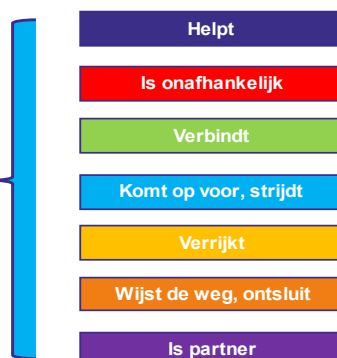 Helpt
Is onafhankelijk
Verbindt
Komt op voor, strijdt
Verrijkt
Wijst de weg, ontsluit
Is partner